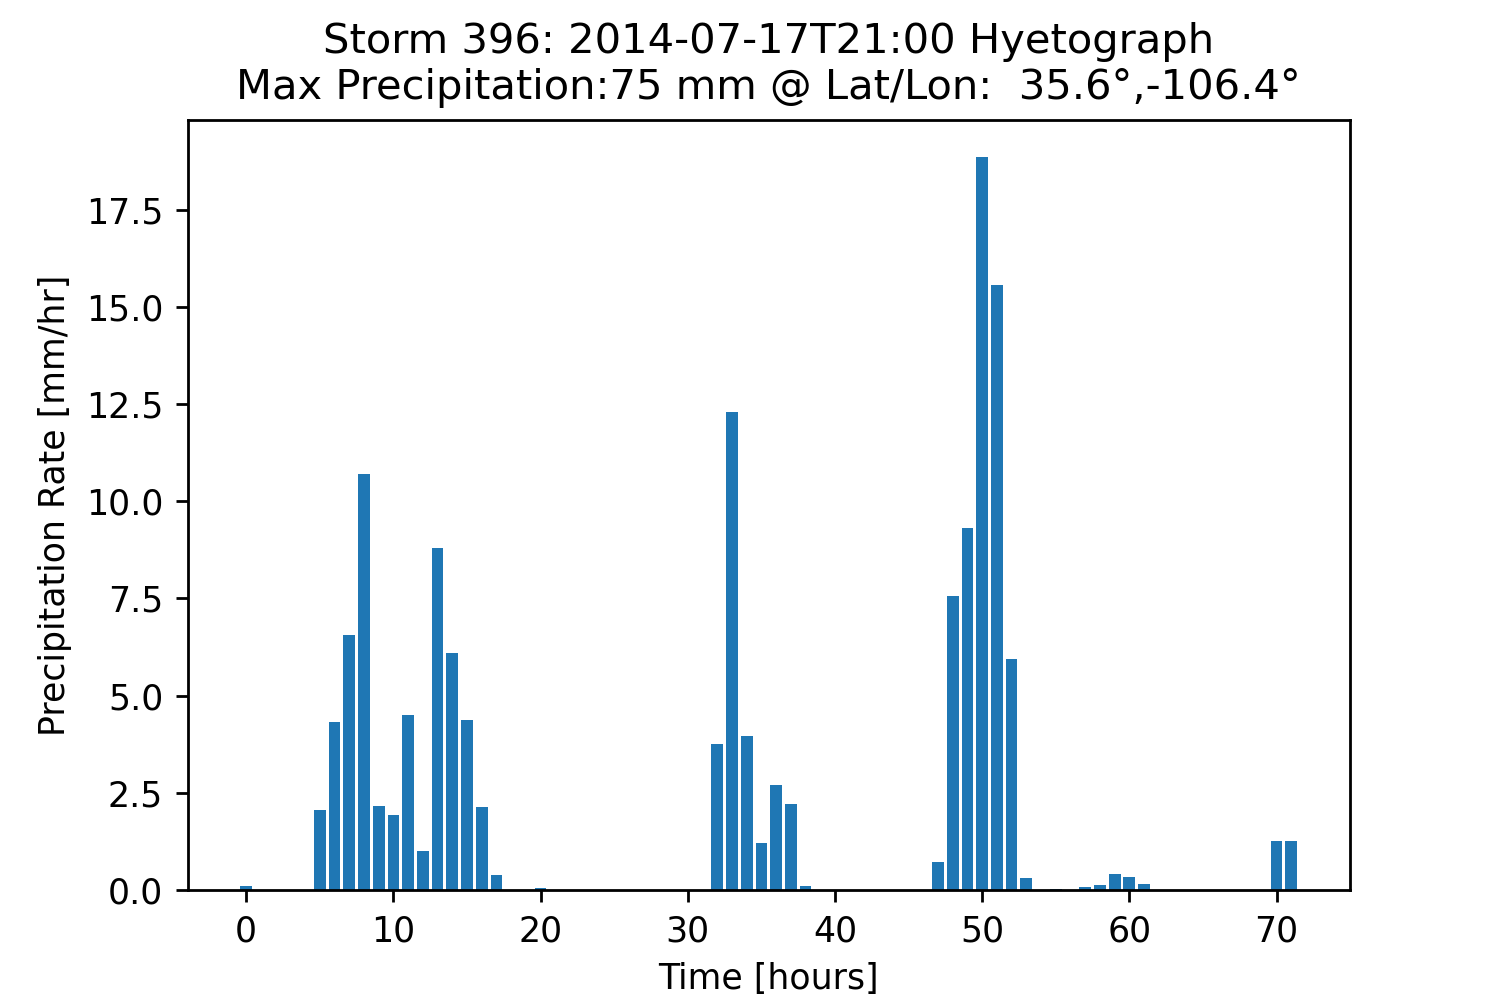 Storm 396: 2014-07-17T21:00 Hyetograph
Max Precipitation:75 mm @ Lat/Lon:  35.6°,-106.4°
Precipitation Rate [mm/hr]
17.5
15.0
12.5
10.0
7.5
5.0
2.5
0.0
0 10 20 30 40 50 60 70
Time [hours]